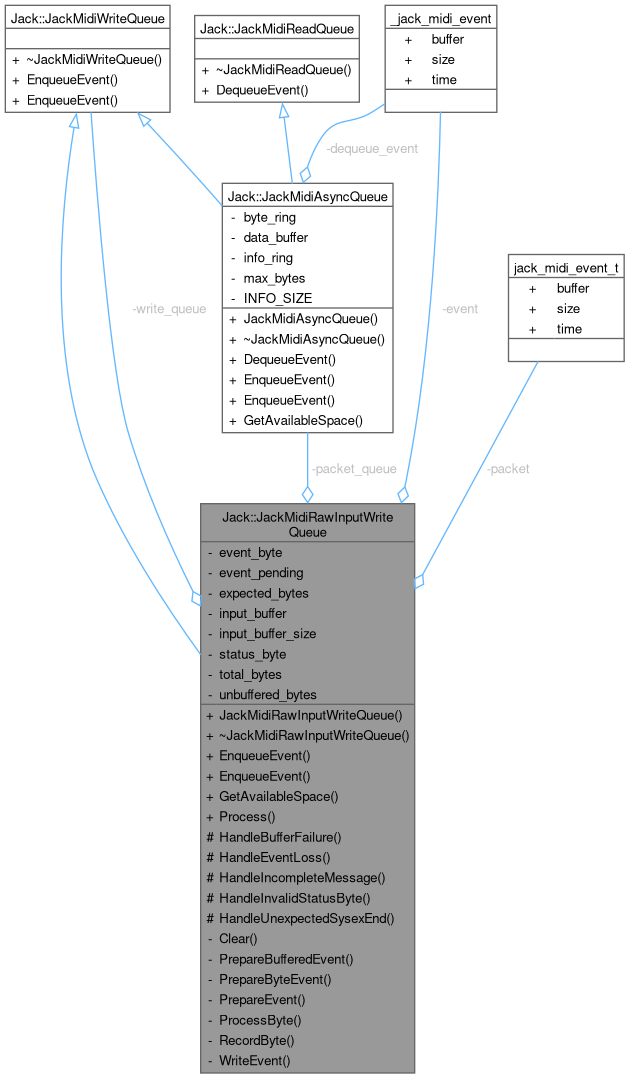 Jack::JackMidiWriteQueue
+ ~JackMidiWriteQueue()
+ EnqueueEvent()
+ EnqueueEvent()
Jack::JackMidiReadQueue
+ ~JackMidiReadQueue()
+ DequeueEvent()
_jack_midi_event
+ buffer
+ size
+ time
-dequeue_event
Jack::JackMidiAsyncQueue
- byte_ring
- data_buffer
- info_ring
- max_bytes
- INFO_SIZE
+ JackMidiAsyncQueue()
+ ~JackMidiAsyncQueue()
+ DequeueEvent()
+ EnqueueEvent()
+ EnqueueEvent()
+ GetAvailableSpace()
jack_midi_event_t
+ buffer
+ size
+ time
-write_queue
-event
-packet_queue
-packet
Jack::JackMidiRawInputWrite
Queue
- event_byte
- event_pending
- expected_bytes
- input_buffer
- input_buffer_size
- status_byte
- total_bytes
- unbuffered_bytes
+ JackMidiRawInputWriteQueue()
+ ~JackMidiRawInputWriteQueue()
+ EnqueueEvent()
+ EnqueueEvent()
+ GetAvailableSpace()
+ Process()
# HandleBufferFailure()
# HandleEventLoss()
# HandleIncompleteMessage()
# HandleInvalidStatusByte()
# HandleUnexpectedSysexEnd()
- Clear()
- PrepareBufferedEvent()
- PrepareByteEvent()
- PrepareEvent()
- ProcessByte()
- RecordByte()
- WriteEvent()